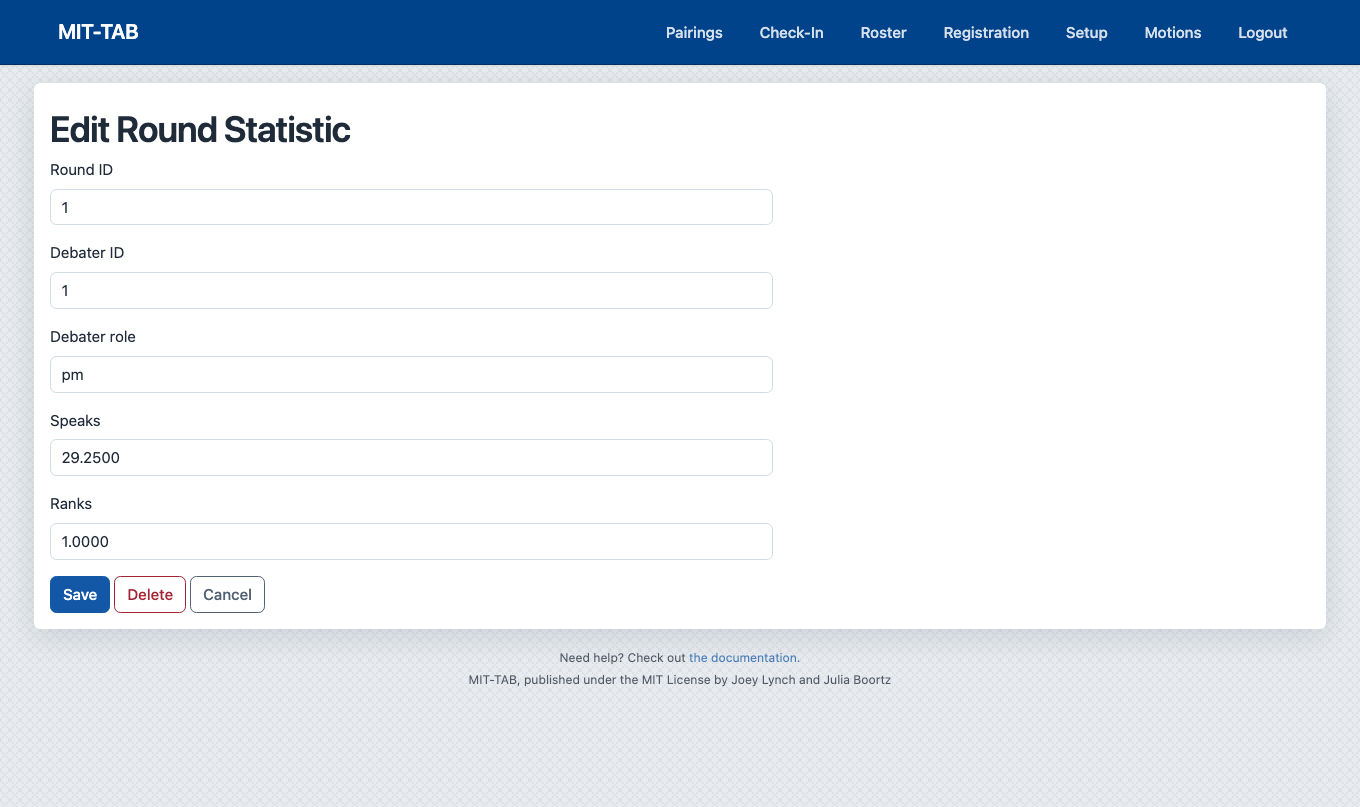 MIT-TAB
Pairings Check-In Roster Registration Setup Motions Logout
Edit Round Statistic
Round ID
1
Debater ID
1
Debater role
pm
Speaks
29.2500
Ranks
1.0000
Save Delete Cancel
Need help? Check out the documentation.
MIT-TAB, published under the MIT License by Joey Lynch and Julia Boortz